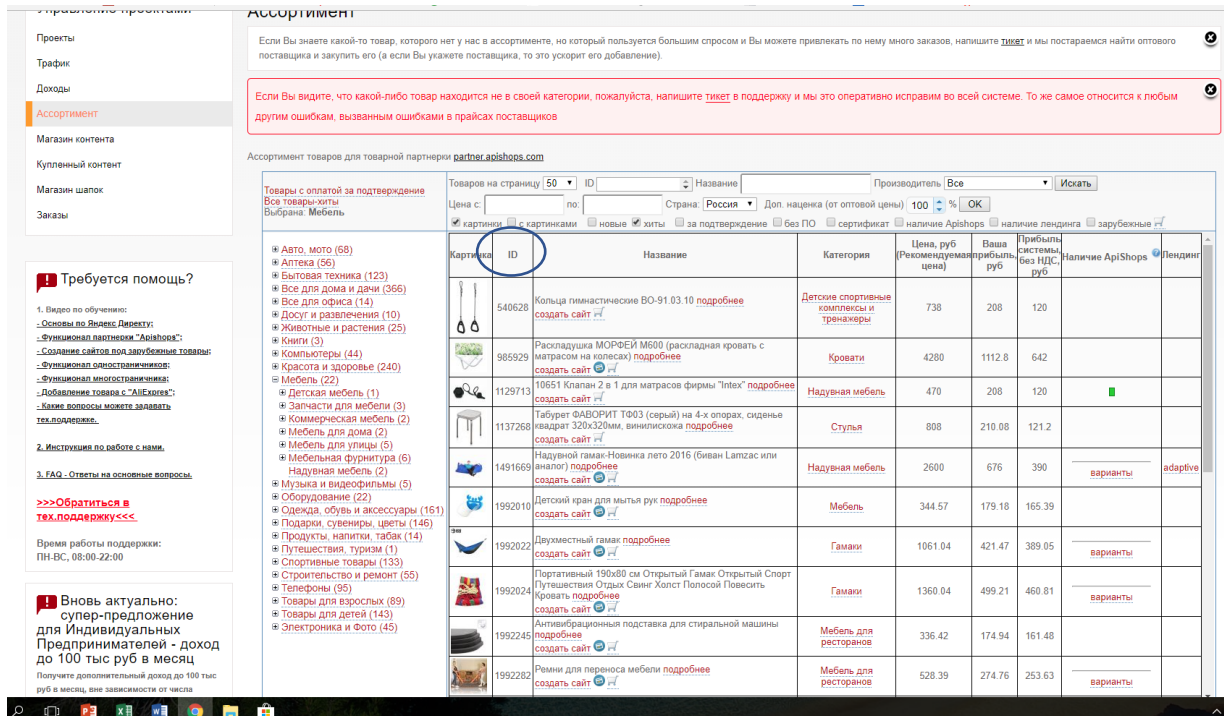 Управление проектами
Проекты
Трафик
Доходы
Ассортимент
Магазин контента
Купленный контент
Магазин шапок
Заказы
Требуется помощь?
1. Видео по обучению:
- Основы по Яндекс Директу;
- Функционал партнерки "Apishops";
- Создание сайтов под зарубежные товары;
- Функционал одностраничников;
- Функционал многостраничника;
- Добавление товара с "AliExpres";
- Какие вопросы можете задавать
тех.поддержке.
2. Инструкция по работе с нами.
3. FAQ - Ответы на основные вопросы.
>>>Обратиться в
тех.поддержку<<<
Время работы поддержки:
ПН-ВС, 08:00-22:00
Вновь актуально:
супер-предложение
для Индивидуальных
Предпринимателей - доход
до 100 тыс руб в месяц
Получите дополнительный доход до 100 тыс
руб в месяц, вне зависимости от числа
Ассортимент
Если Вы знаете какой-то товар, которого нет у нас в ассортименте, но который пользуется большим спросом и Вы можете привлекать по нему много заказов, напишите тикет и мы постараемся найти оптового
поставщика и закупить его (а если Вы укажете поставщика, то это ускорит его добавление).
Если Вы видите, что какой-либо товар находится не в своей категории, пожалуйста, напишите тикет в поддержку и мы это оперативно исправим во всей системе. То же самое относится к любым
другим ошибкам, вызванным ошибками в прайсах поставщиков
Ассортимент товаров для товарной партнерки partner.apishops.com
Товары с оплатой за подтверждение
Все товары-хиты
Выбрана: Мебель
Авто, мото (68)
Аптека (56)
Бытовая техника (123)
Все для дома и дачи (366)
Все для офиса (14)
Досуг и развлечения (10)
Животные и растения (25)
Книги (3)
Компьютеры (44)
Красота и здоровье (240)
Мебель (22)
Детская мебель (1)
Запчасти для мебели (3)
Коммерческая мебель (2)
Мебель для дома (2)
Мебель для улицы (5)
Мебельная фурнитура (6)
Надувная мебель (2)
Музыка и видеофильмы (5)
Оборудование (22)
Одежда, обувь и аксессуары (161)
Подарки, сувениры, цветы (146)
Продукты, напитки, табак (14)
Путешествия, туризм (1)
Спортивные товары (133)
Строительство и ремонт (55)
Телефоны (95)
Товары для взрослых (89)
Товары для детей (143)
Электроника и Фото (45)
Товаров на страницу 50 ID Название Производитель Все Искать
Цена с: по: Страна: Россия Доп. наценка (от оптовой цены) 100 % OK
картинки с картинками новые хиты за подтверждение без ПО сертификат наличие Apishops наличие лендинга зарубежные
Картинка ID Название Категория Цена, руб (Рекомендуемая цена) Ваша прибыль, руб Прибыль системы, без НДС, руб Наличие ApiShops Лендинг
540628 Кольца гимнастические ВО-91.03.10 подробнее создать сайт Детские спортивные комплексы и тренажеры 738 208 120
985929 Раскладушка МОРФЕЙ М600 (раскладная кровать с матрасом на колесах) подробнее создать сайт Кровати 4280 1112.8 642
1129713 10651 Клапан 2 в 1 для матрасов фирмы "Intex" подробнее создать сайт Надувная мебель 470 208 120
1137268 Табурет ФАВОРИТ ТФ03 (серый) на 4-х опорах, сиденье квадрат 320х320мм, винилискожа подробнее создать сайт Стулья 808 210.08 121.2
1491669 Надувной гамак-Новинка лето 2016 (биван Lamzac или аналог) подробнее создать сайт Надувная мебель 2600 676 390 варианты adaptive
1992010 Детский кран для мытья рук подробнее создать сайт Мебель 344.57 179.18 165.39
1992022 Двухместный гамак подробнее создать сайт Гамаки 1061.04 421.47 389.05 варианты
1992024 Портативный 190х80 см Открытый Гамак Открытый Спорт Путешествия Отдых Свинг Холст Полосой Повесить Кровать подробнее создать сайт Гамаки 1360.04 499.21 460.81 варианты
1992245 Антивибрационных подставка для стиральной машины подробнее создать сайт Мебель для ресторанов 336.42 174.94 161.48
1992282 Ремни для переноса мебели подробнее создать сайт Мебель для ресторанов 528.39 274.76 253.63 варианты